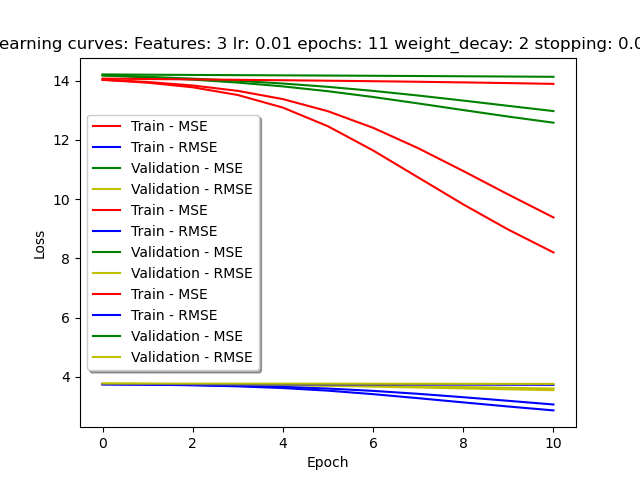 earning curves: Features: 3 lr: 0.01 epochs: 11 weight_decay: 2 stopping: 0.0
14
12
10
8
6
4
Loss
Train - MSE
Train - RMSE
Validation - MSE
Validation - RMSE
Train - MSE
Train - RMSE
Validation - MSE
Validation - RMSE
Train - MSE
Train - RMSE
Validation - MSE
Validation - RMSE
0 2 4 6 8 10
Epoch